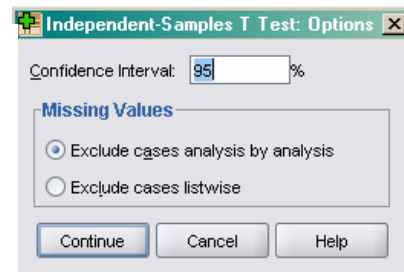 Independent-Samples T Test: Options
Confidence Interval: 95 %
Missing Values
Exclude cases analysis by analysis
Exclude cases listwise
Continue Cancel Help